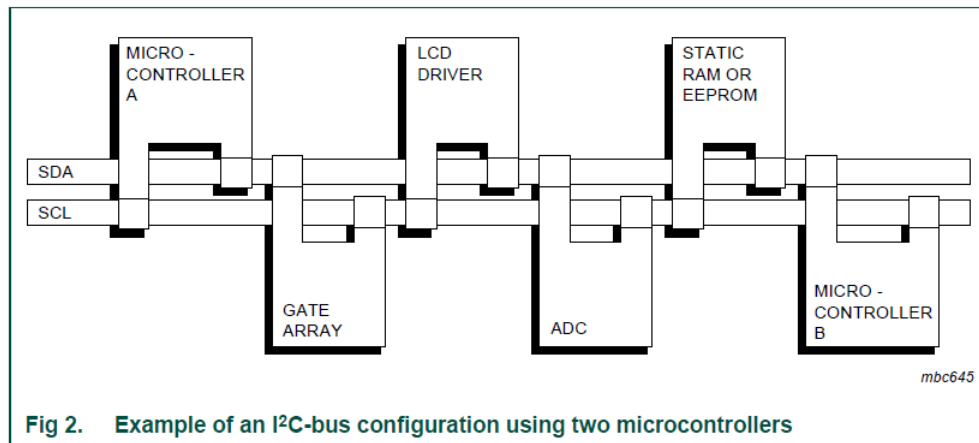 MICRO -
CONTROLLER
A
LCD
DRIVER
STATIC
RAM OR
EEPROM
SDA
SCL
GATE
ARRAY
ADC
MICRO -
CONTROLLER
B
mbc645
Fig 2. Example of an I²C-bus configuration using two microcontrollers